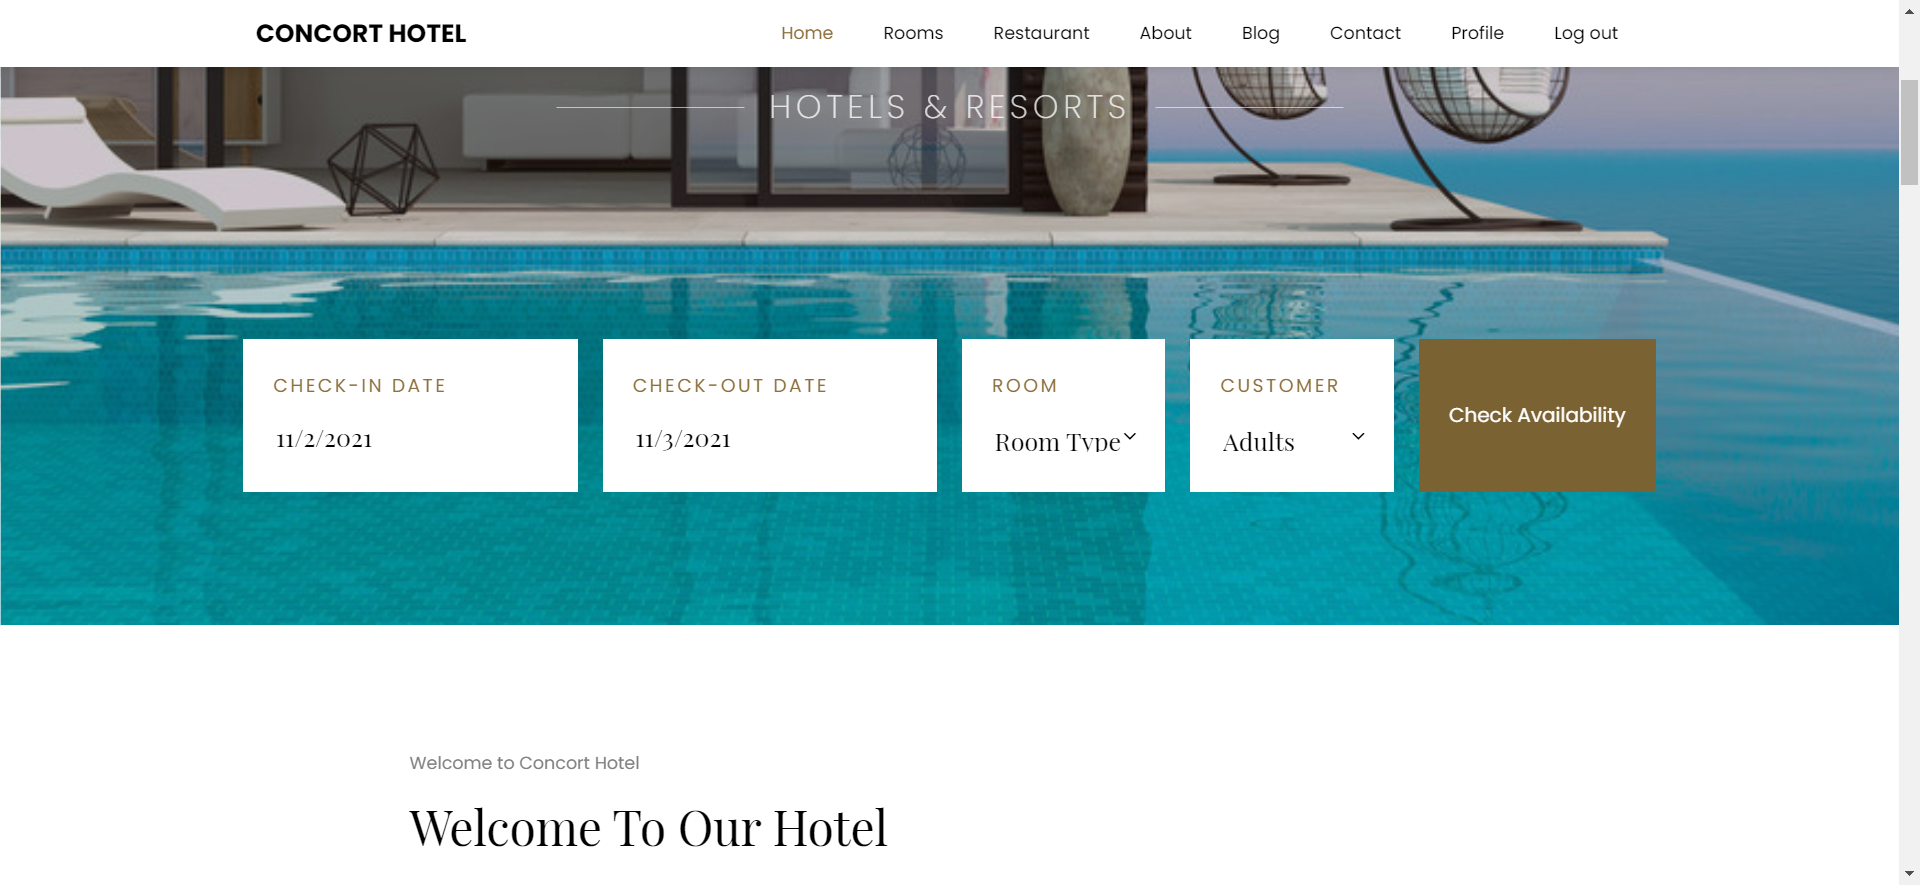 CONCORT HOTEL Home Rooms Restaurant About Blog Contact Profile Log out
HOTELS & RESORTS
CHECK-IN DATE CHECK-OUT DATE ROOM CUSTOMER
11/2/2021 11/3/2021 Room Type Adults Check Availability
Welcome to Concort Hotel
Welcome To Our Hotel